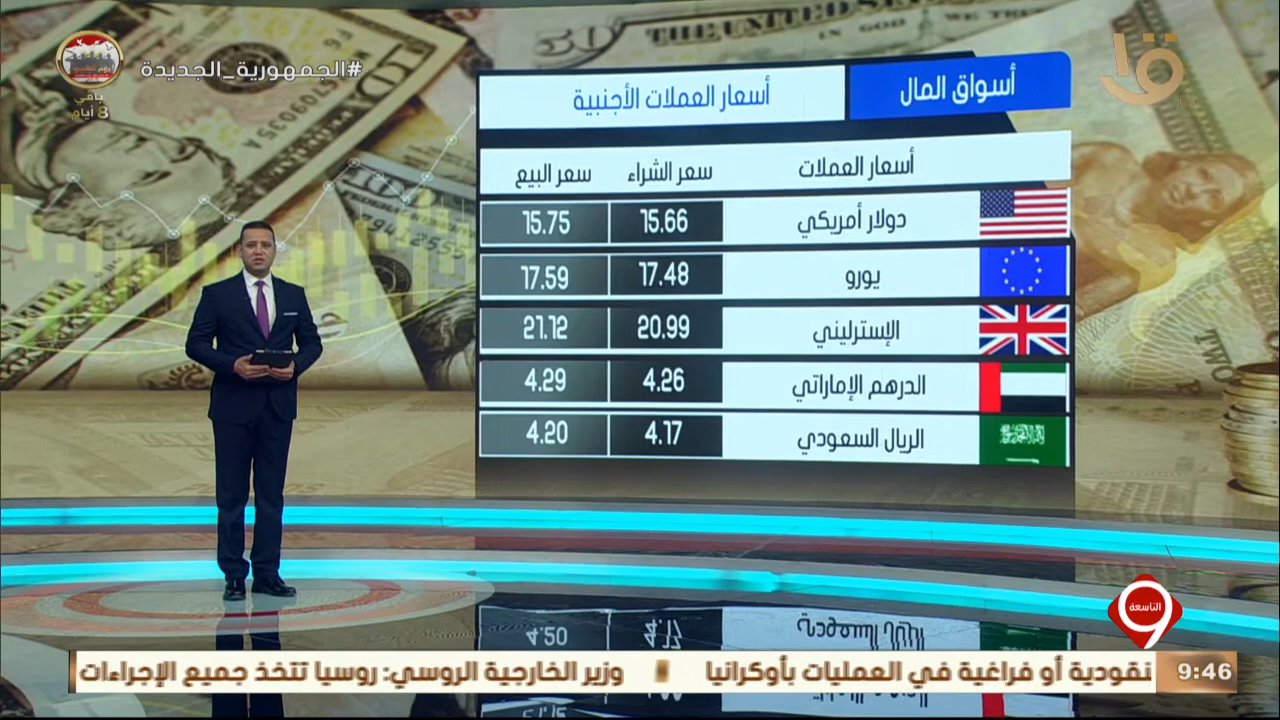 #الجمهورية_الجديدة
باقي
8 أيام
أسواق المال
أسعار العملات الأجنبية
أسعار العملات سعر الشراء سعر البيع
دولار أمريكي 15.66 15.75
يورو 17.48 17.59
الإسترليني 20.99 21.12
الدرهم الإماراتي 4.26 4.29
الريال السعودي 4.17 4.20
التاسعة
9
9:46
نقودية أو فراغية في العمليات بأوكرانيا وزير الخارجية الروسي: روسيا تتخذ جميع الإجراءات